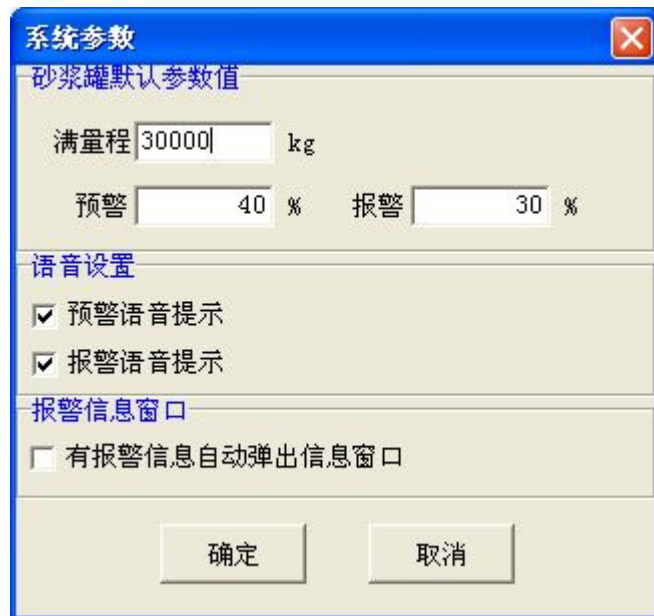 系统参数
砂浆罐默认参数值
满量程 30000 kg
预警 40 % 报警 30 %
语音设置
预警语音提示
报警语音提示
报警信息窗口
有报警信息自动弹出信息窗口
确定 取消